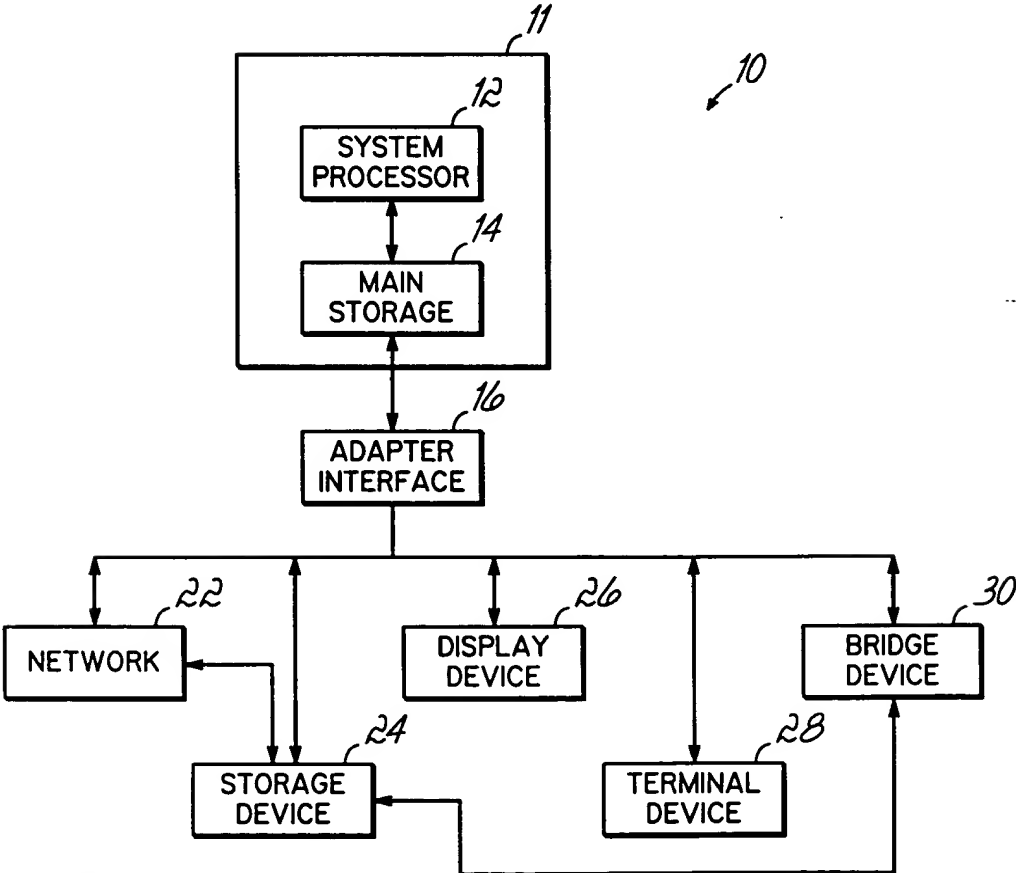 11
10
12
SYSTEM
PROCESSOR
14
MAIN
STORAGE
16
ADAPTER
INTERFACE
22
NETWORK
26
DISPLAY
DEVICE
30
BRIDGE
DEVICE
24
STORAGE
DEVICE
28
TERMINAL
DEVICE